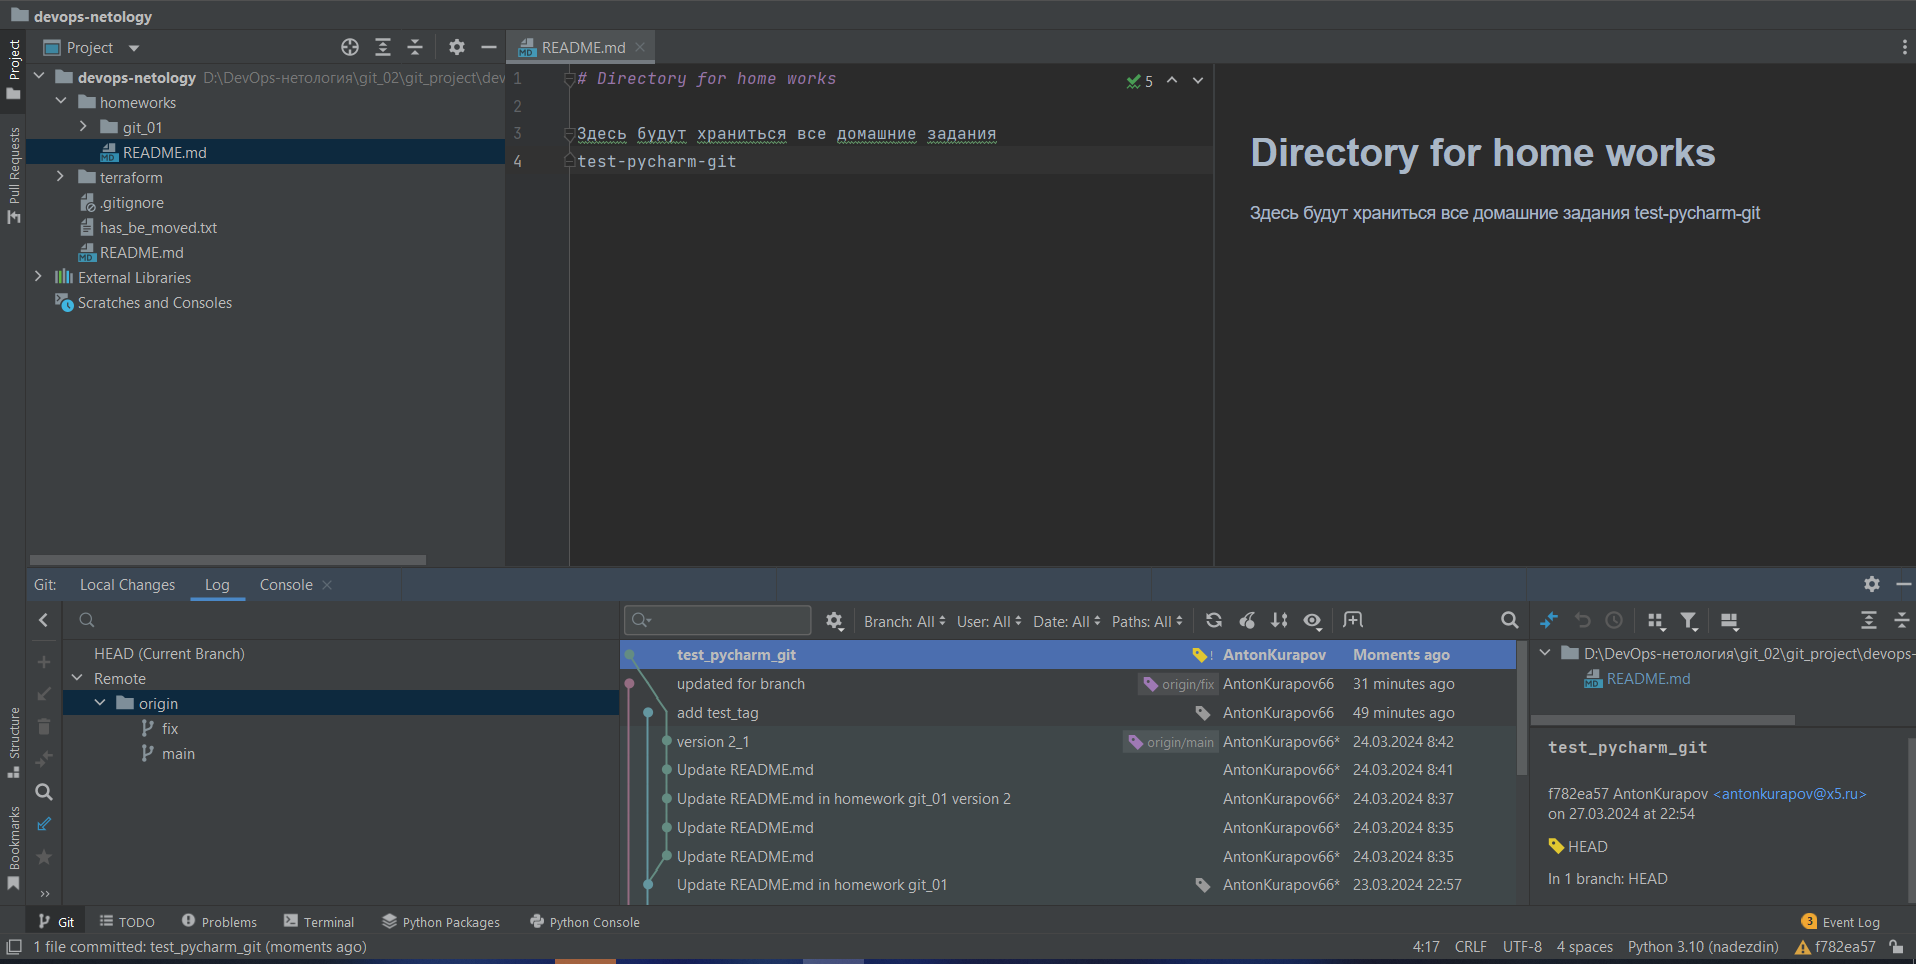 devops-netology
Project
README.md
Project
Pull Requests
Structure
Bookmarks
devops-netology D:\DevOps-нетология\git_02\git_project\dev
homeworks
git_01
README.md
terraform
.gitignore
has_be_moved.txt
README.md
External Libraries
Scratches and Consoles
1 # Directory for home works
2
3 Здесь будут храниться все домашние задания
4 test-pycharm-git
5
Directory for home works
Здесь будут храниться все домашние задания test-pycharm-git
Git: Local Changes Log Console
HEAD (Current Branch)
Remote
origin
fix
main
Branch: All User: All Date: All Paths: All
test_pycharm_git ! AntonKurapov Moments ago
updated for branch origin/fix AntonKurapov66 31 minutes ago
add test_tag AntonKurapov66 49 minutes ago
version 2_1 origin/main AntonKurapov66* 24.03.2024 8:42
Update README.md AntonKurapov66* 24.03.2024 8:41
Update README.md in homework git_01 version 2 AntonKurapov66* 24.03.2024 8:37
Update README.md AntonKurapov66* 24.03.2024 8:35
Update README.md AntonKurapov66* 24.03.2024 8:35
Update README.md in homework git_01 AntonKurapov66* 23.03.2024 22:57
D:\DevOps-нетология\git_02\git_project\devops-
README.md
test_pycharm_git
f782ea57 AntonKurapov <antonkurapov@x5.ru>
on 27.03.2024 at 22:54
HEAD
In 1 branch: HEAD
Git TODO Problems Terminal Python Packages Python Console 3 Event Log
1 file committed: test_pycharm_git (moments ago) 4:17 CRLF UTF-8 4 spaces Python 3.10 (nadezdin) f782ea57